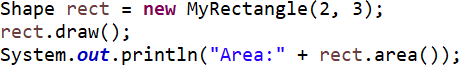 Shape rect = new MyRectangle(2, 3);
rect.draw();
System.out.println("Area:" + rect.area());